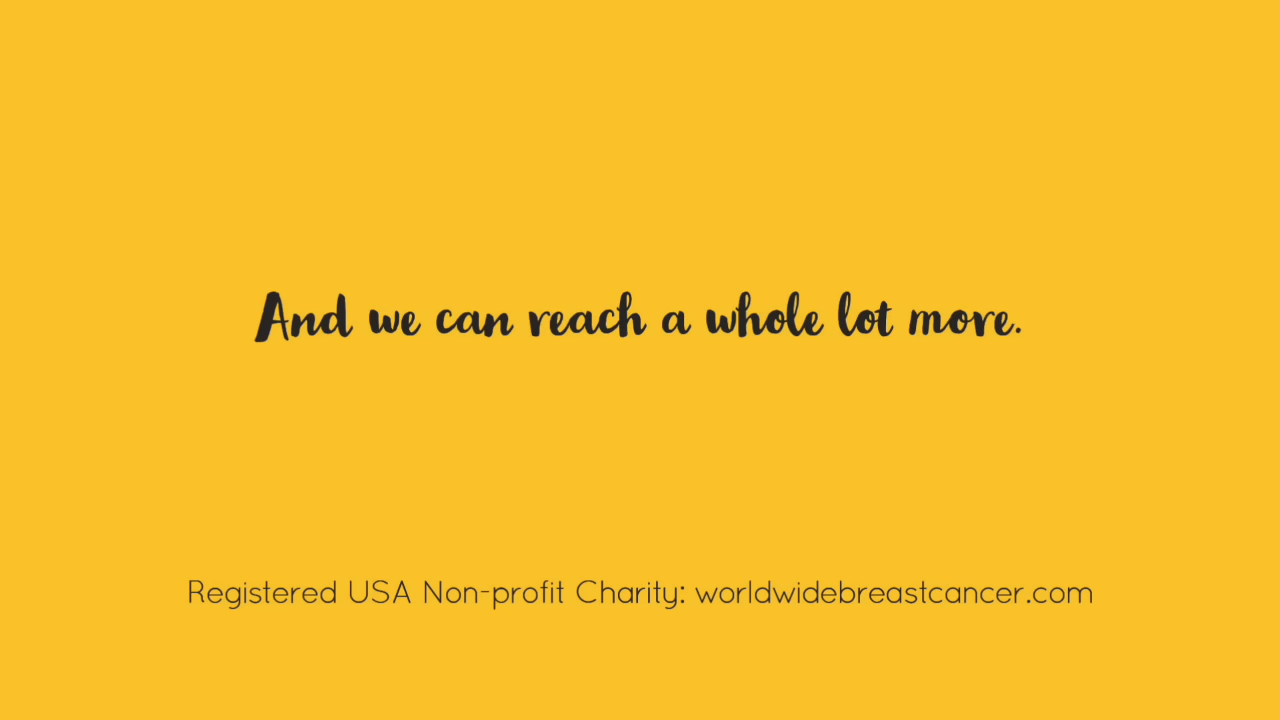 And we can reach a whole lot more.
Registered USA Non-profit Charity: worldwidebreastcancer.com